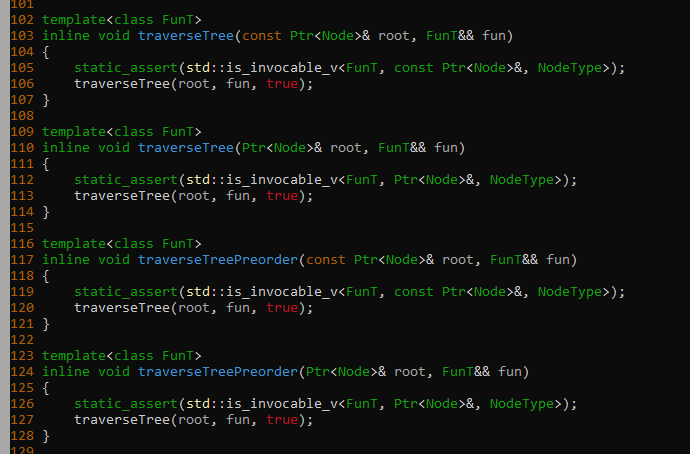 101
102 template<class FunT>
103 inline void traverseTree(const Ptr<Node>& root, FunT&& fun)
104 {
105     static_assert(std::is_invocable_v<FunT, const Ptr<Node>&, NodeType>);
106     traverseTree(root, fun, true);
107 }
108
109 template<class FunT>
110 inline void traverseTree(Ptr<Node>& root, FunT&& fun)
111 {
112     static_assert(std::is_invocable_v<FunT, Ptr<Node>&, NodeType>);
113     traverseTree(root, fun, true);
114 }
115
116 template<class FunT>
117 inline void traverseTreePreorder(const Ptr<Node>& root, FunT&& fun)
118 {
119     static_assert(std::is_invocable_v<FunT, const Ptr<Node>&, NodeType>);
120     traverseTree(root, fun, true);
121 }
122
123 template<class FunT>
124 inline void traverseTreePreorder(Ptr<Node>& root, FunT&& fun)
125 {
126     static_assert(std::is_invocable_v<FunT, Ptr<Node>&, NodeType>);
127     traverseTree(root, fun, true);
128 }
129